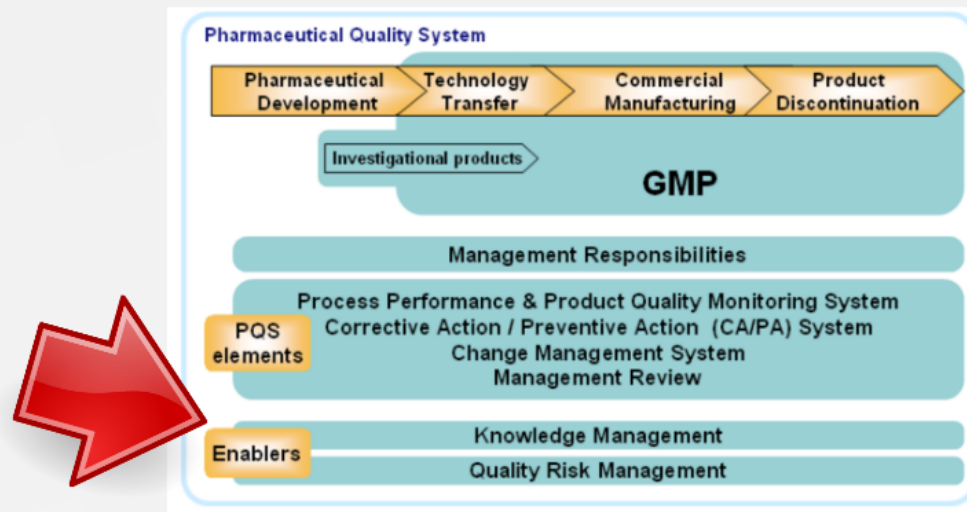 Pharmaceutical Quality System
Pharmaceutical
Development
Technology
Transfer
Commercial
Manufacturing
Product
Discontinuation
Investigational products
GMP
Management Responsibilities
PQS
elements
Process Performance & Product Quality Monitoring System
Corrective Action / Preventive Action (CA/PA) System
Change Management System
Management Review
Enablers
Knowledge Management
Quality Risk Management